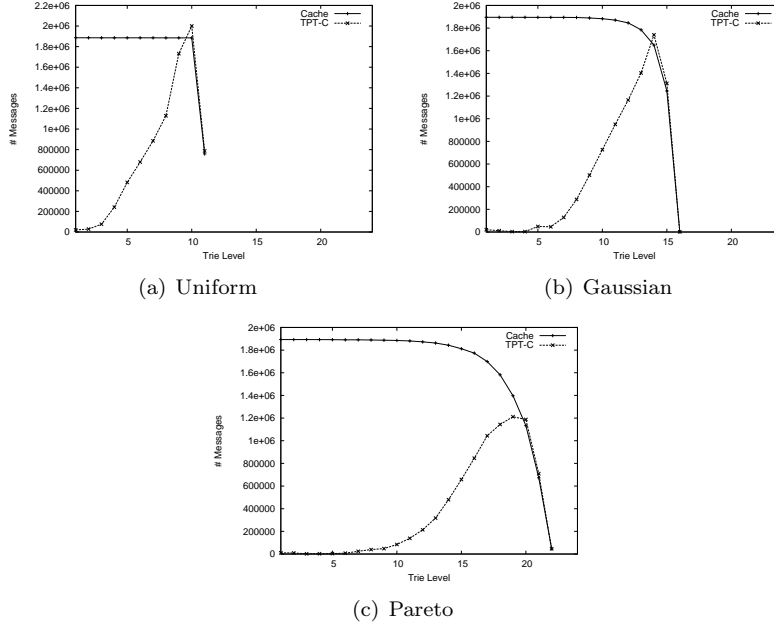 2.2e+06
2e+06
1.8e+06
1.6e+06
1.4e+06
1.2e+06
1e+06
800000
600000
400000
200000
0
# Messages
5 10 15 20
Trie Level
Cache
TPT-C
(a) Uniform
2e+06
1.8e+06
1.6e+06
1.4e+06
1.2e+06
1e+06
800000
600000
400000
200000
0
# Messages
5 10 15 20
Trie Level
Cache
TPT-C
(b) Gaussian
2e+06
1.8e+06
1.6e+06
1.4e+06
1.2e+06
1e+06
800000
600000
400000
200000
0
# Messages
5 10 15 20
Trie Level
Cache
TPT-C
(c) Pareto